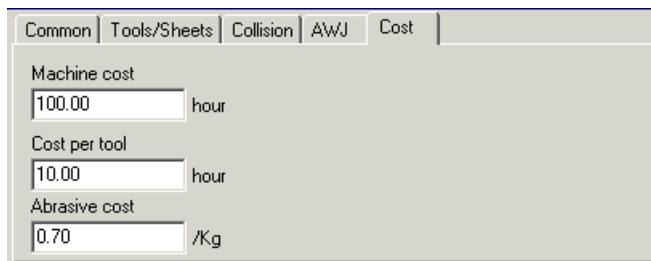 Common Tools/Sheets Collision AWJ Cost
Machine cost
100.00 hour
Cost per tool
10.00 hour
Abrasive cost
0.70 /Kg